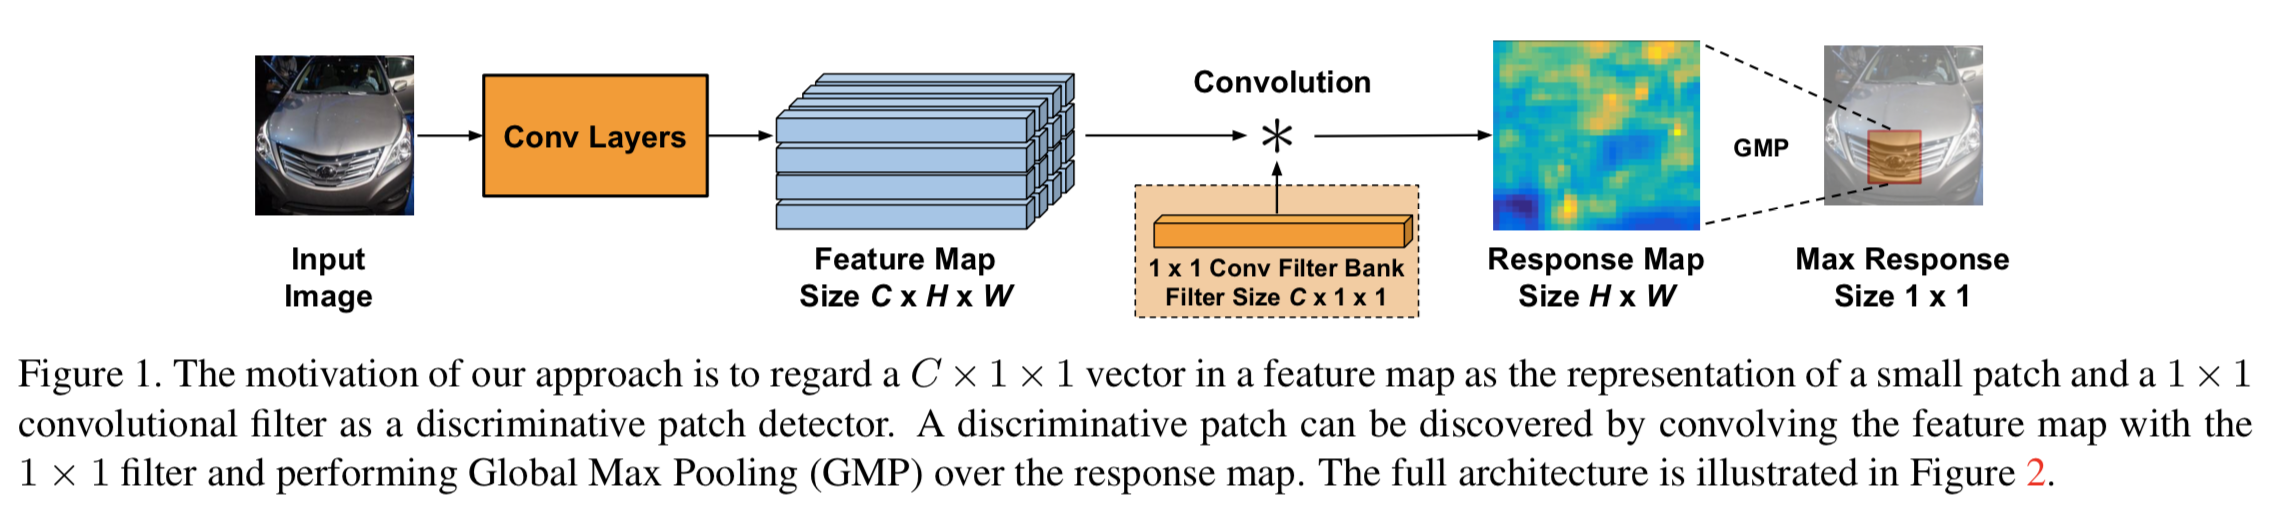 Conv Layers
Convolution
*
GMP
Input
Image
Feature Map
Size C x H x W
1 x 1 Conv Filter Bank
Filter Size C x 1 x 1
Response Map
Size H x W
Max Response
Size 1 x 1
Figure 1. The motivation of our approach is to regard a C × 1 × 1 vector in a feature map as the representation of a small patch and a 1 × 1
convolutional filter as a discriminative patch detector. A discriminative patch can be discovered by convolving the feature map with the
1 × 1 filter and performing Global Max Pooling (GMP) over the response map. The full architecture is illustrated in Figure 2.